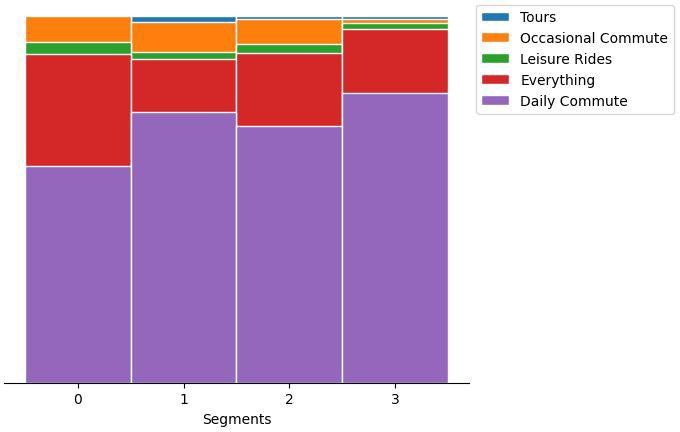 Tours
Occasional Commute
Leisure Rides
Everything
Daily Commute
0 1 2 3
Segments